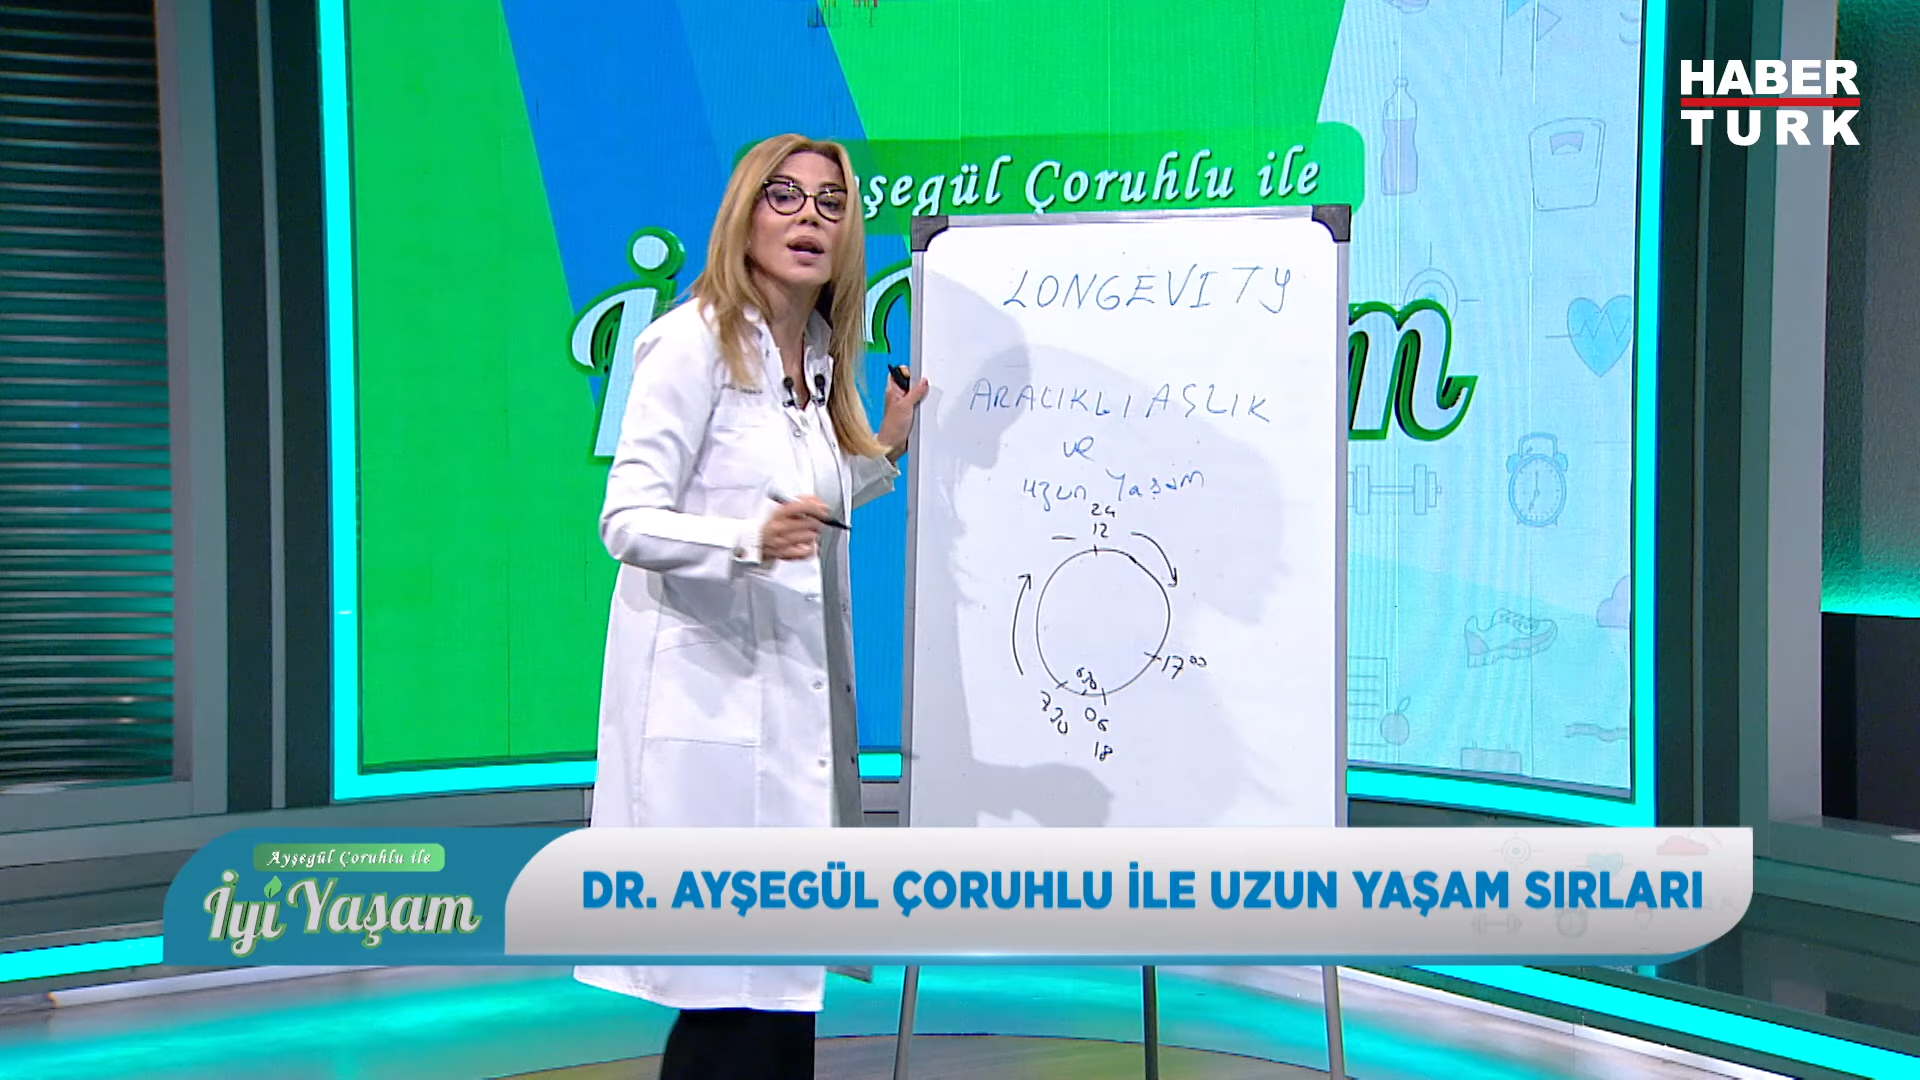 HABER
TURK
şegül Çoruhlu ile
İ
m
LONGEVITY
ARALIKLI AÇLIK
ve
uzun Yaşam
24
12
17⁰⁰
06
18
Ayşegül Çoruhlu ile
İyi Yaşam
DR. AYŞEGÜL ÇORUHLU İLE UZUN YAŞAM SIRLARI